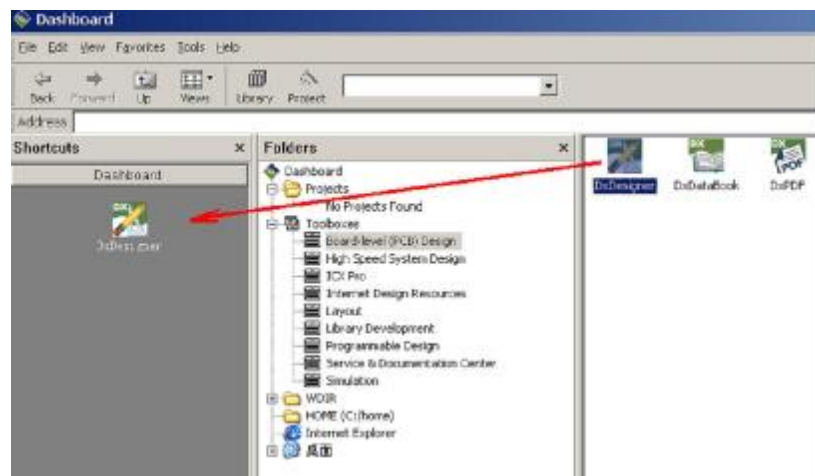 Dashboard
File Edit View Favorites Tools Help
Back Forward Up Views Library Project
Address
Shortcuts × Folders ×
Dashboard
DxDesigner
Dashboard
Projects
No Projects Found
Toolboxes
Board-level (PCB) Design
High Speed System Design
ICX Pro
Internet Design Resources
Layout
Library Development
Programmable Design
Service & Documentation Center
Simulation
WDIR
HOME (C:/home)
Internet Explorer
桌面
DxDesigner DxDataBook DxPDF